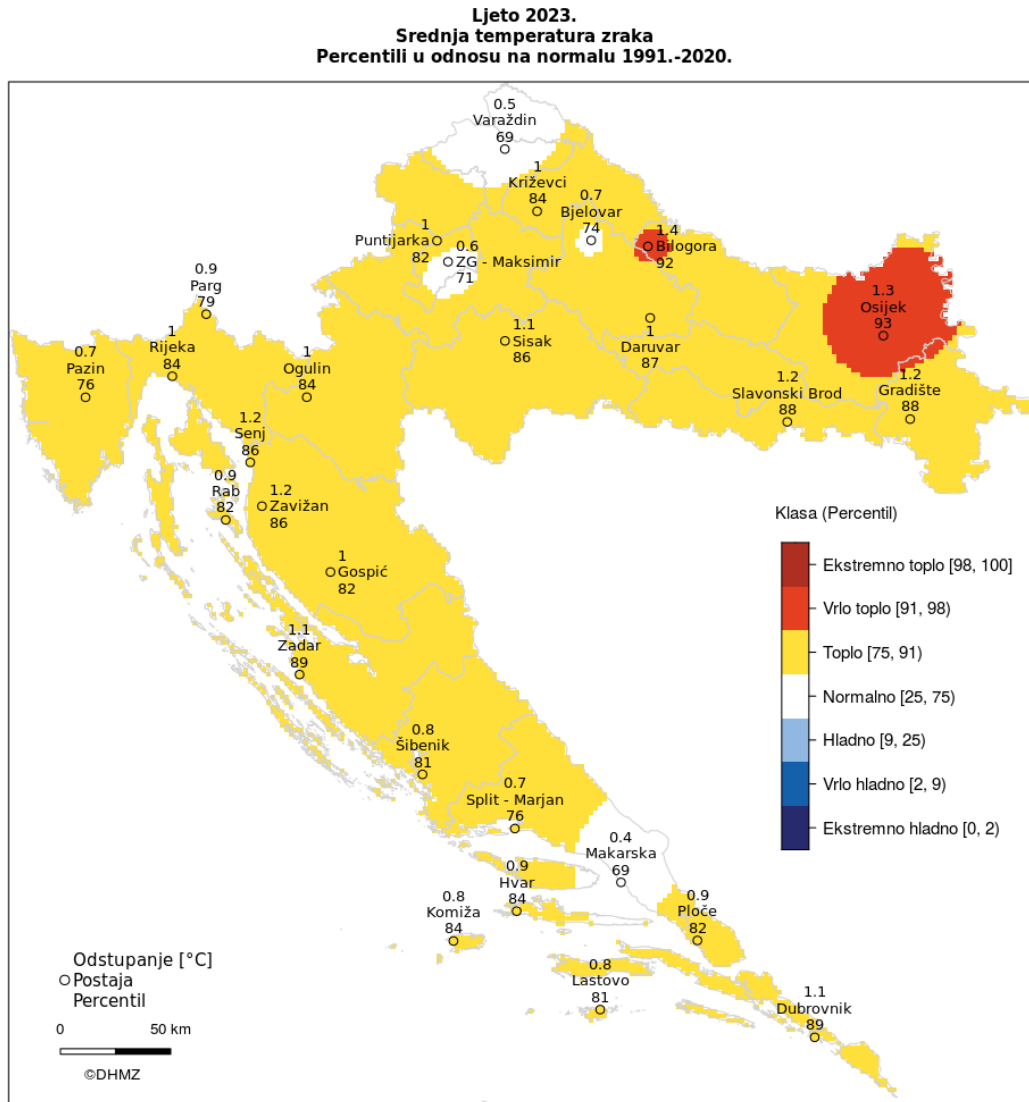 Ljeto 2023.
Srednja temperatura zraka
Percentili u odnosu na normalu 1991.-2020.
0.5
Varaždin
69
1
Križevci
84
0.7
Bjelovar
74
1
Puntijarka
82
0.6
ZG - Maksimir
71
1.4
Bilogora
92
0.9
Parg
79
1.3
Osijek
93
1
Rijeka
84
0.7
Pazin
76
1
Ogulin
84
1.1
Sisak
86
1
Daruvar
87
1.2
Slavonski Brod
88
1.2
Gradište
88
1.2
Senj
86
0.9
Rab
82
1.2
Zavižan
86
1
Gospić
82
1.1
Zadar
89
0.8
Šibenik
81
0.7
Split - Marjan
76
0.4
Makarska
69
0.9
Hvar
84
0.8
Komiža
84
0.9
Ploče
82
0.8
Lastovo
81
1.1
Dubrovnik
89
Klasa (Percentil)
Ekstremno toplo [98, 100]
Vrlo toplo [91, 98)
Toplo [75, 91)
Normalno [25, 75)
Hladno [9, 25)
Vrlo hladno [2, 9)
Ekstremno hladno [0, 2)
Odstupanje [°C]
Postaja
Percentil
0 50 km
©DHMZ